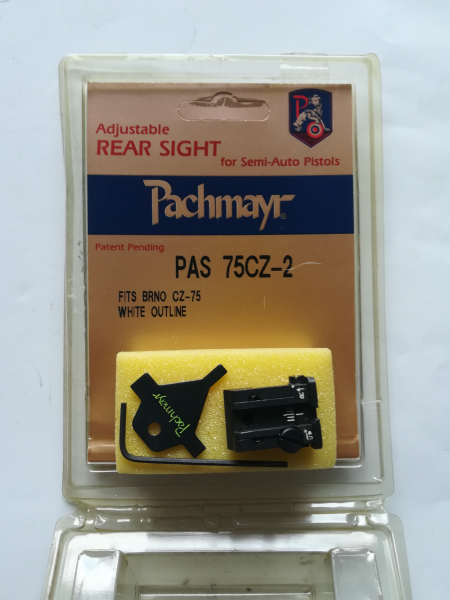 P
Adjustable
REAR SIGHT
for Semi-Auto Pistols
Pachmayr®
Patent Pending
PAS 75CZ-2
FITS BRNO CZ-75
WHITE OUTLINE
Pachmayr